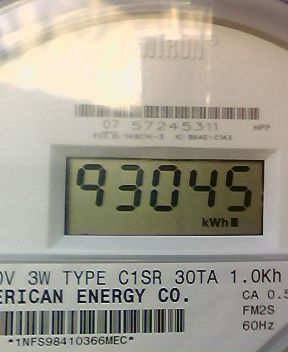 07 57245311 HPP
93045
kWh
0V 3W TYPE C1SR 30TA 1.0Kh
ERICAN ENERGY CO.
CA 0.5
FM2S
60Hz
*1NFS98410366MEC*